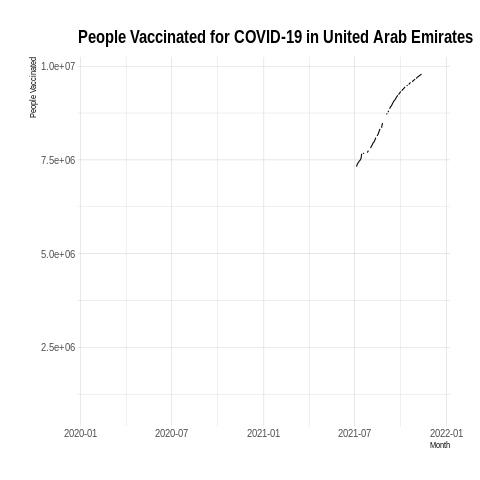 People Vaccinated for COVID-19 in United Arab Emirates
People Vaccinated
1.0e+07
7.5e+06
5.0e+06
2.5e+06
2020-01 2020-07 2021-01 2021-07 2022-01
Month